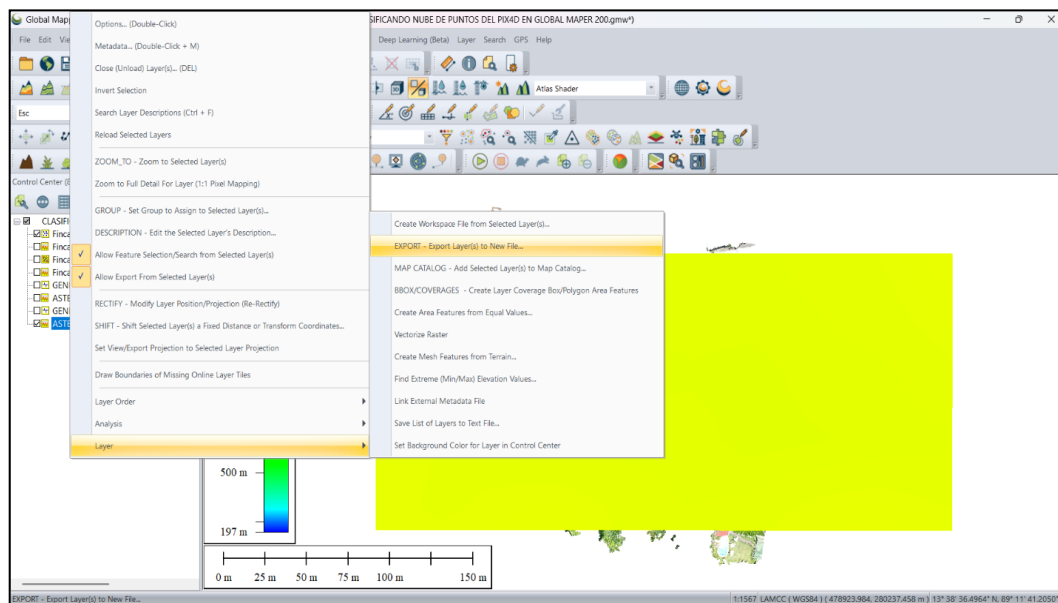 Global Map
SIFICANDO NUBE DE PUNTOS DEL PIX4D EN GLOBAL MAPER 200.gmw*)
File Edit Vie
Deep Learning (Beta) Layer Search GPS Help
Atlas Shader
Esc
Control Center (
CLASIFI
Finca
Finca
Finca
Finca
GENE
ASTE
GENE
ASTE
Options... (Double-Click)
Metadata... (Double-Click + M)
Close (Unload) Layer(s)... (DEL)
Invert Selection
Search Layer Descriptions (Ctrl + F)
Reload Selected Layers
ZOOM_TO - Zoom to Selected Layer(s)
Zoom to Full Detail For Layer (1:1 Pixel Mapping)
GROUP - Set Group to Assign to Selected Layer(s)...
DESCRIPTION - Edit the Selected Layer's Description...
Allow Feature Selection/Search from Selected Layer(s)
Allow Export From Selected Layer(s)
RECTIFY - Modify Layer Position/Projection (Re-Rectify)
SHIFT - Shift Selected Layer(s) a Fixed Distance or Transform Coordinates...
Set View/Export Projection to Selected Layer Projection
Draw Boundaries of Missing Online Layer Tiles
Layer Order
Analysis
Layer
Create Workspace File from Selected Layer(s)...
EXPORT - Export Layer(s) to New File...
MAP CATALOG - Add Selected Layer(s) to Map Catalog...
BBOX/COVERAGES - Create Layer Coverage Box/Polygon Area Features
Create Area Features from Equal Values...
Vectorize Raster
Create Mesh Features from Terrain...
Find Extreme (Min/Max) Elevation Values...
Link External Metadata File
Save List of Layers to Text File...
Set Background Color for Layer in Control Center
500 m
197 m
0 m 25 m 50 m 75 m 100 m 150 m
EXPORT - Export Layer(s) to New File...
1:1567 LAMCC ( WGS84 ) ( 478923.984, 280237.458 m ) 13° 38' 36.4964" N, 89° 11' 41.2050"